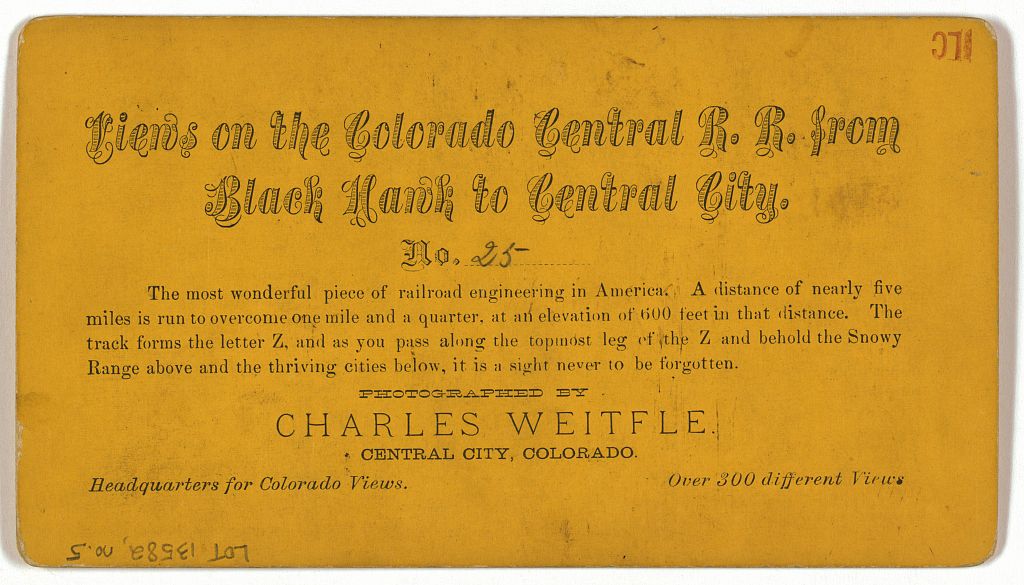 1LC
Views on the Colorado Central R. R. from
Black Hawk to Central City.
No. 25
The most wonderful piece of railroad engineering in America. A distance of nearly five
miles is run to overcome one mile and a quarter, at an elevation of 600 feet in that distance. The
track forms the letter Z, and as you pass along the topmost leg of the Z and behold the Snowy
Range above and the thriving cities below, it is a sight never to be forgotten.
PHOTOGRAPHED BY
CHARLES WEITFLE.
CENTRAL CITY, COLORADO.
Headquarters for Colorado Views. Over 300 different Views
LOT 13582, no. 5